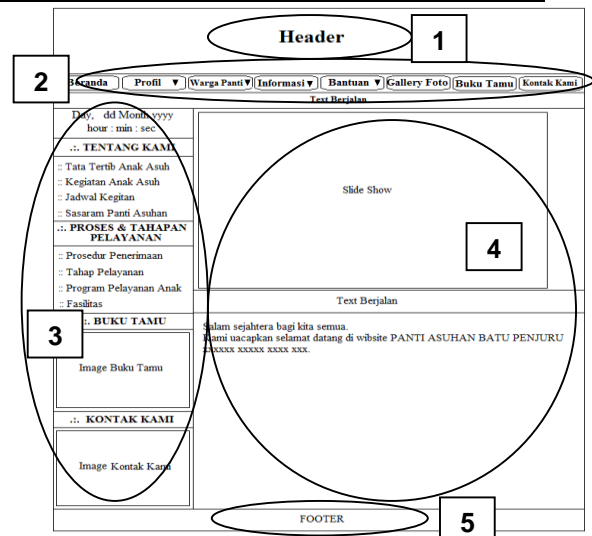 Header
1
2
Beranda Profil ▼ Warga Panti▼ Informasi▼ Bantuan ▼ Gallery Foto Buku Tamu Kontak Kami
Text Berjalan
Day, dd Month yyyy
hour : min : sec
.:. TENTANG KAMI
:: Tata Tertib Anak Asuh
:: Kegiatan Anak Asuh
:: Jadwal Kegitan
:: Sasaram Panti Asuhan
.:. PROSES & TAHAPAN
PELAYANAN
:: Prosedur Penerimaan
:: Tahap Pelayanan
:: Program Pelayanan Anak
:: Fasilitas
3
.:. BUKU TAMU
Image Buku Tamu
.:. KONTAK KAMI
Image Kontak Kami
Slide Show
4
Text Berjalan
Salam sejahtera bagi kita semua.
Kami uacapkan selamat datang di wibsite PANTI ASUHAN BATU PENJURU
xxxxxx xxxxx xxxx xxx.
FOOTER
5